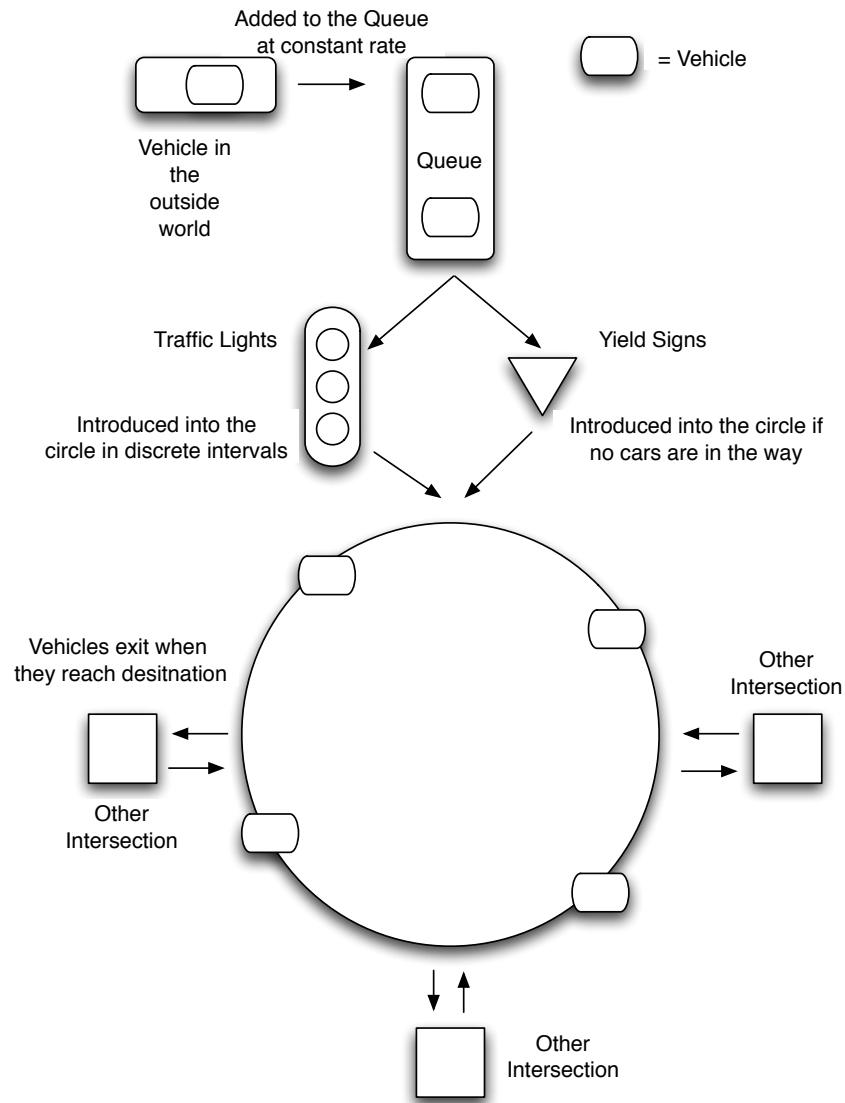 Added to the Queue
at constant rate
= Vehicle
Vehicle in
the
outside
world
Queue
Traffic Lights
Yield Signs
Introduced into the
circle in discrete intervals
Introduced into the circle if
no cars are in the way
Vehicles exit when
they reach desitnation
Other
Intersection
Other
Intersection
Other
Intersection